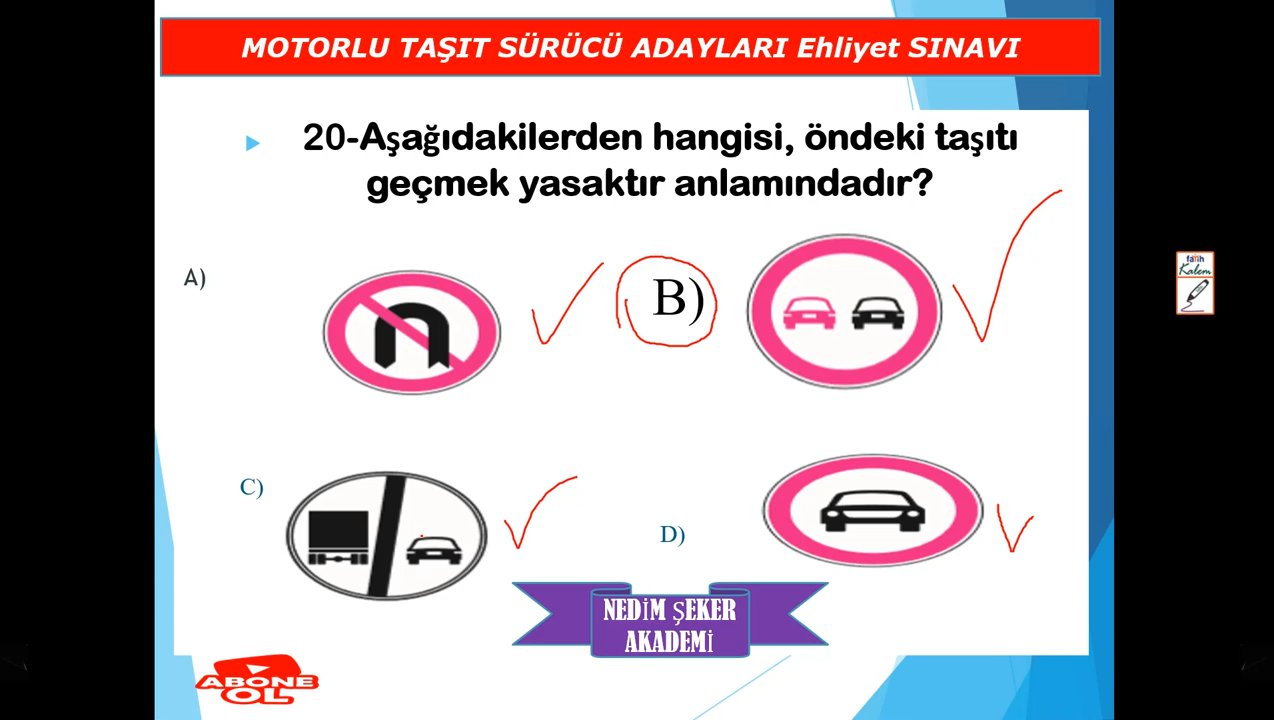 MOTORLU TAŞIT SÜRÜCÜ ADAYLARI Ehliyet SINAVI
20-Aşağıdakilerden hangisi, öndeki taşıtı
geçmek yasaktır anlamındadır?
A)
B)
C)
D)
fatih
Kalem
NEDİM ŞEKER
AKADEMİ
ABONE
OL